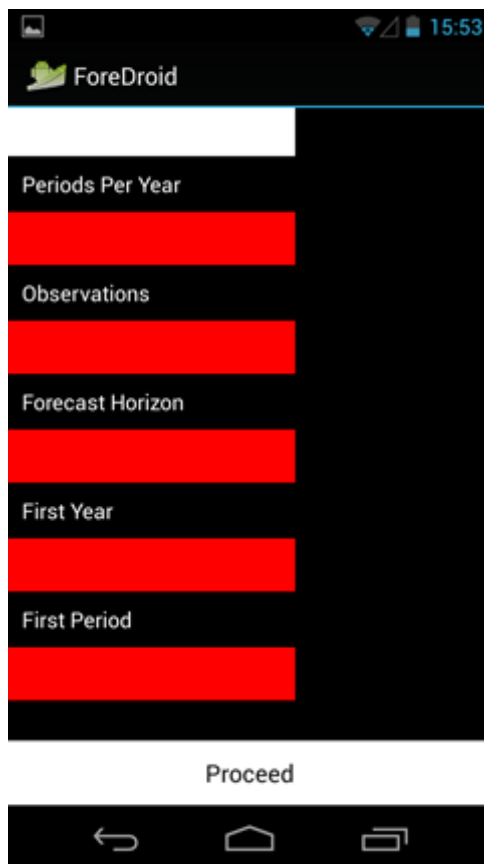 15:53
ForeDroid
Periods Per Year
Observations
Forecast Horizon
First Year
First Period
Proceed